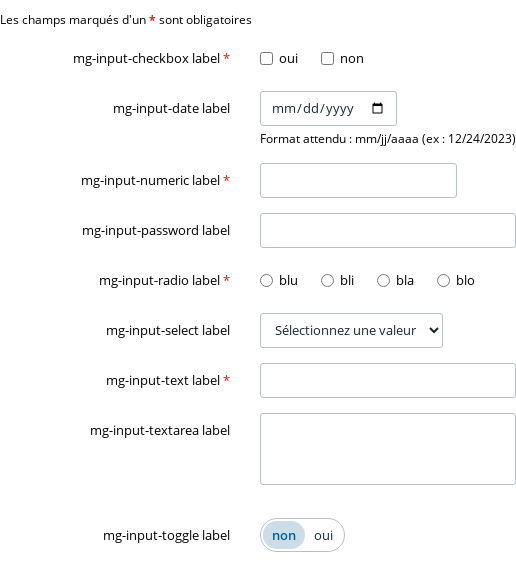 Les champs marqués d'un * sont obligatoires
mg-input-checkbox label * oui non
mg-input-date label mm/dd/yyyy
Format attendu : mm/jj/aaaa (ex : 12/24/2023)
mg-input-numeric label *
mg-input-password label
mg-input-radio label * blu bli bla blo
mg-input-select label Sélectionnez une valeur
mg-input-text label *
mg-input-textarea label
mg-input-toggle label non oui